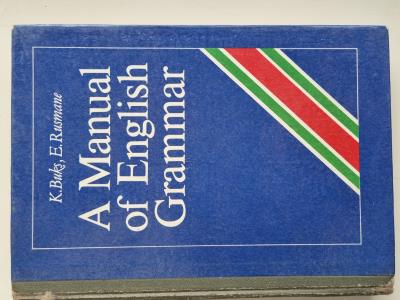 K. Buks, E. Rusmane
A Manual
of English
Grammar